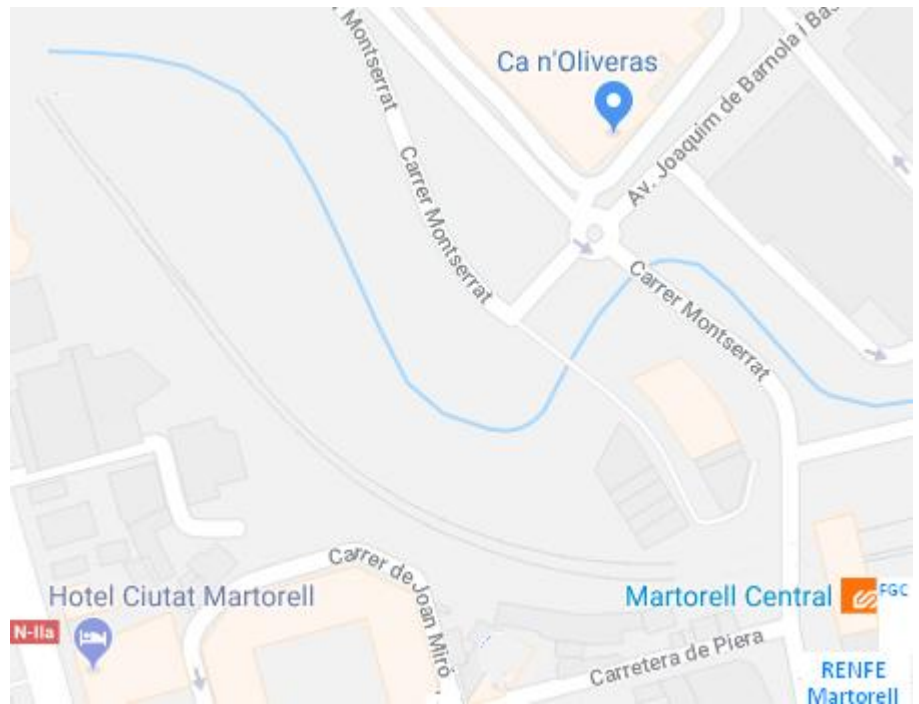 . Montserrat
Ca n'Oliveras
Av. Joaquim de Barnola i Bas
Carrer Montserrat
Carrer Montserrat
Carrer de Joan Miró
Hotel Ciutat Martorell
N-IIa
Martorell Central
FGC
Carretera de Piera
RENFE
Martorell